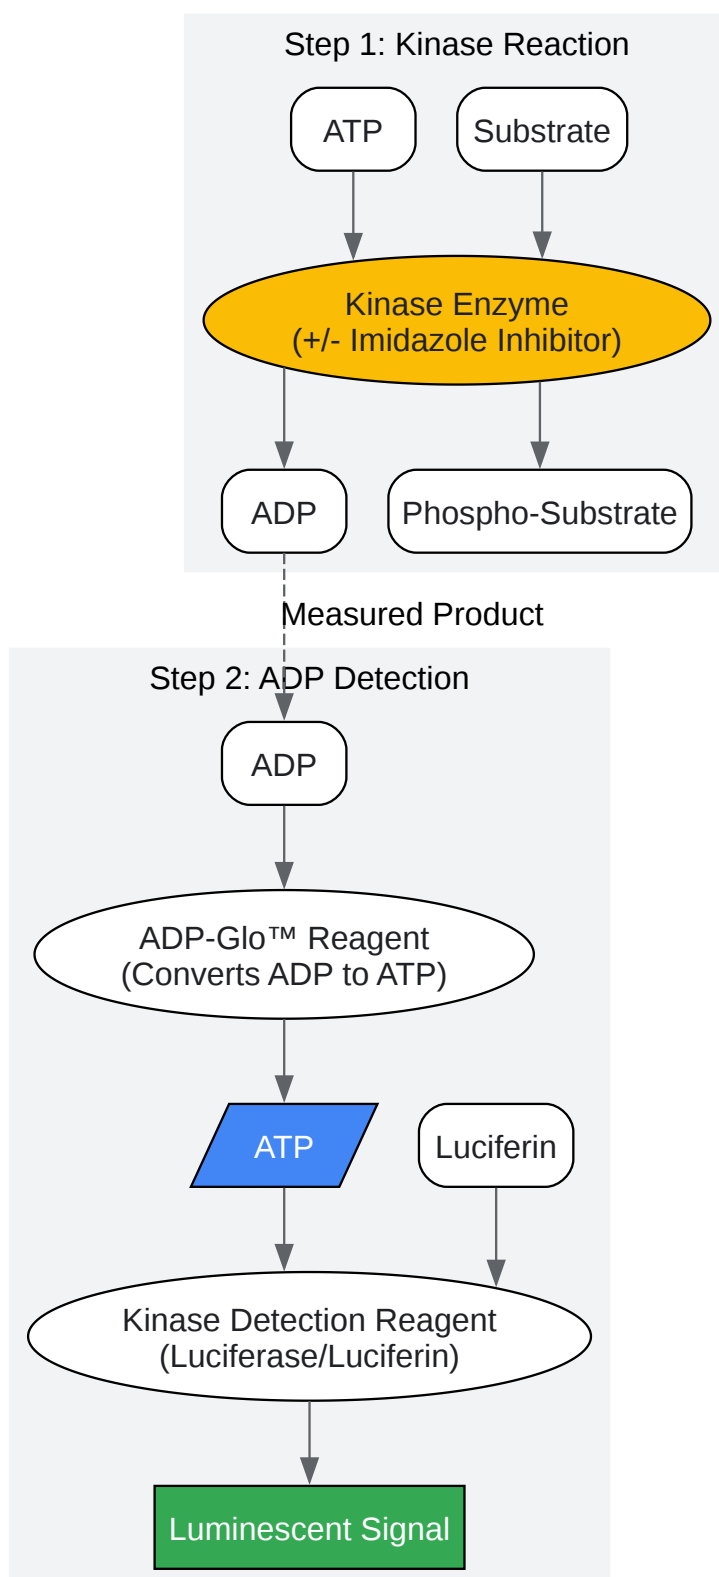 Step 1: Kinase Reaction
ATP
Substrate
Kinase Enzyme
(+/- Imidazole Inhibitor)
ADP
Phospho-Substrate
Measured Product
Step 2: ADP Detection
ADP
ADP-Glo™ Reagent
(Converts ADP to ATP)
ATP
Luciferin
Kinase Detection Reagent
(Luciferase/Luciferin)
Luminescent Signal